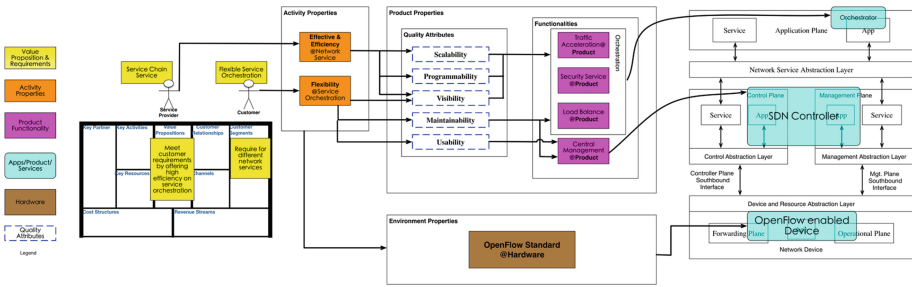 Value
Proposition &
Requirements
Activity
Properties
Product
Functionality
Apps/Product/
Services
Hardware
Quality
Attributes
Legend
Service Chain
Service
Flexible Service
Orchestration
Service
Provider
Customer
Key Partner
Key Activities
Value
Propositions
Customer
Relationships
Customer
Segments
Meet
customer
requirements
by offering
high
efficiency on
service
orchestration
Require for
different
network
services
Key Resources
Channels
Cost Structures
Revenue Streams
Activity Properties
Effective &
Efficiency
@Network
Service
Flexibility
@Service
Orchestration
Product Properties
Quality Attributes
Scalability
Programmability
Visibility
Maintainability
Usability
Functionalities
Traffic
Acceleration@
Product
Security Service
@Product
Load Balance
@Product
Orchestration
Central
Management
@Product
Environment Properties
OpenFlow Standard
@Hardware
Orchestrator
Service
Application Plane
App
Network Service Abstraction Layer
Control Plane
Management Plane
Service
App
SDN Controller
App
Service
Control Abstraction Layer
Management Abstraction Layer
Controller Plane
Southbound
Interface
Mgt. Plane
Southbound
Interface
Device and Resource Abstraction Layer
OpenFlow enabled
Device
Forwarding Plane
Operational Plane
Network Device